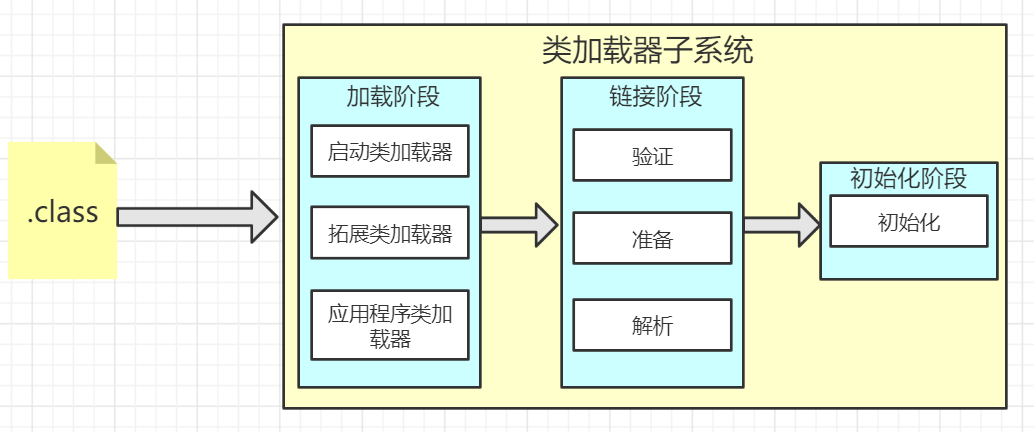 类加载器子系统
加载阶段
启动类加载器
拓展类加载器
应用程序类加
载器
链接阶段
验证
准备
解析
初始化阶段
初始化
.class